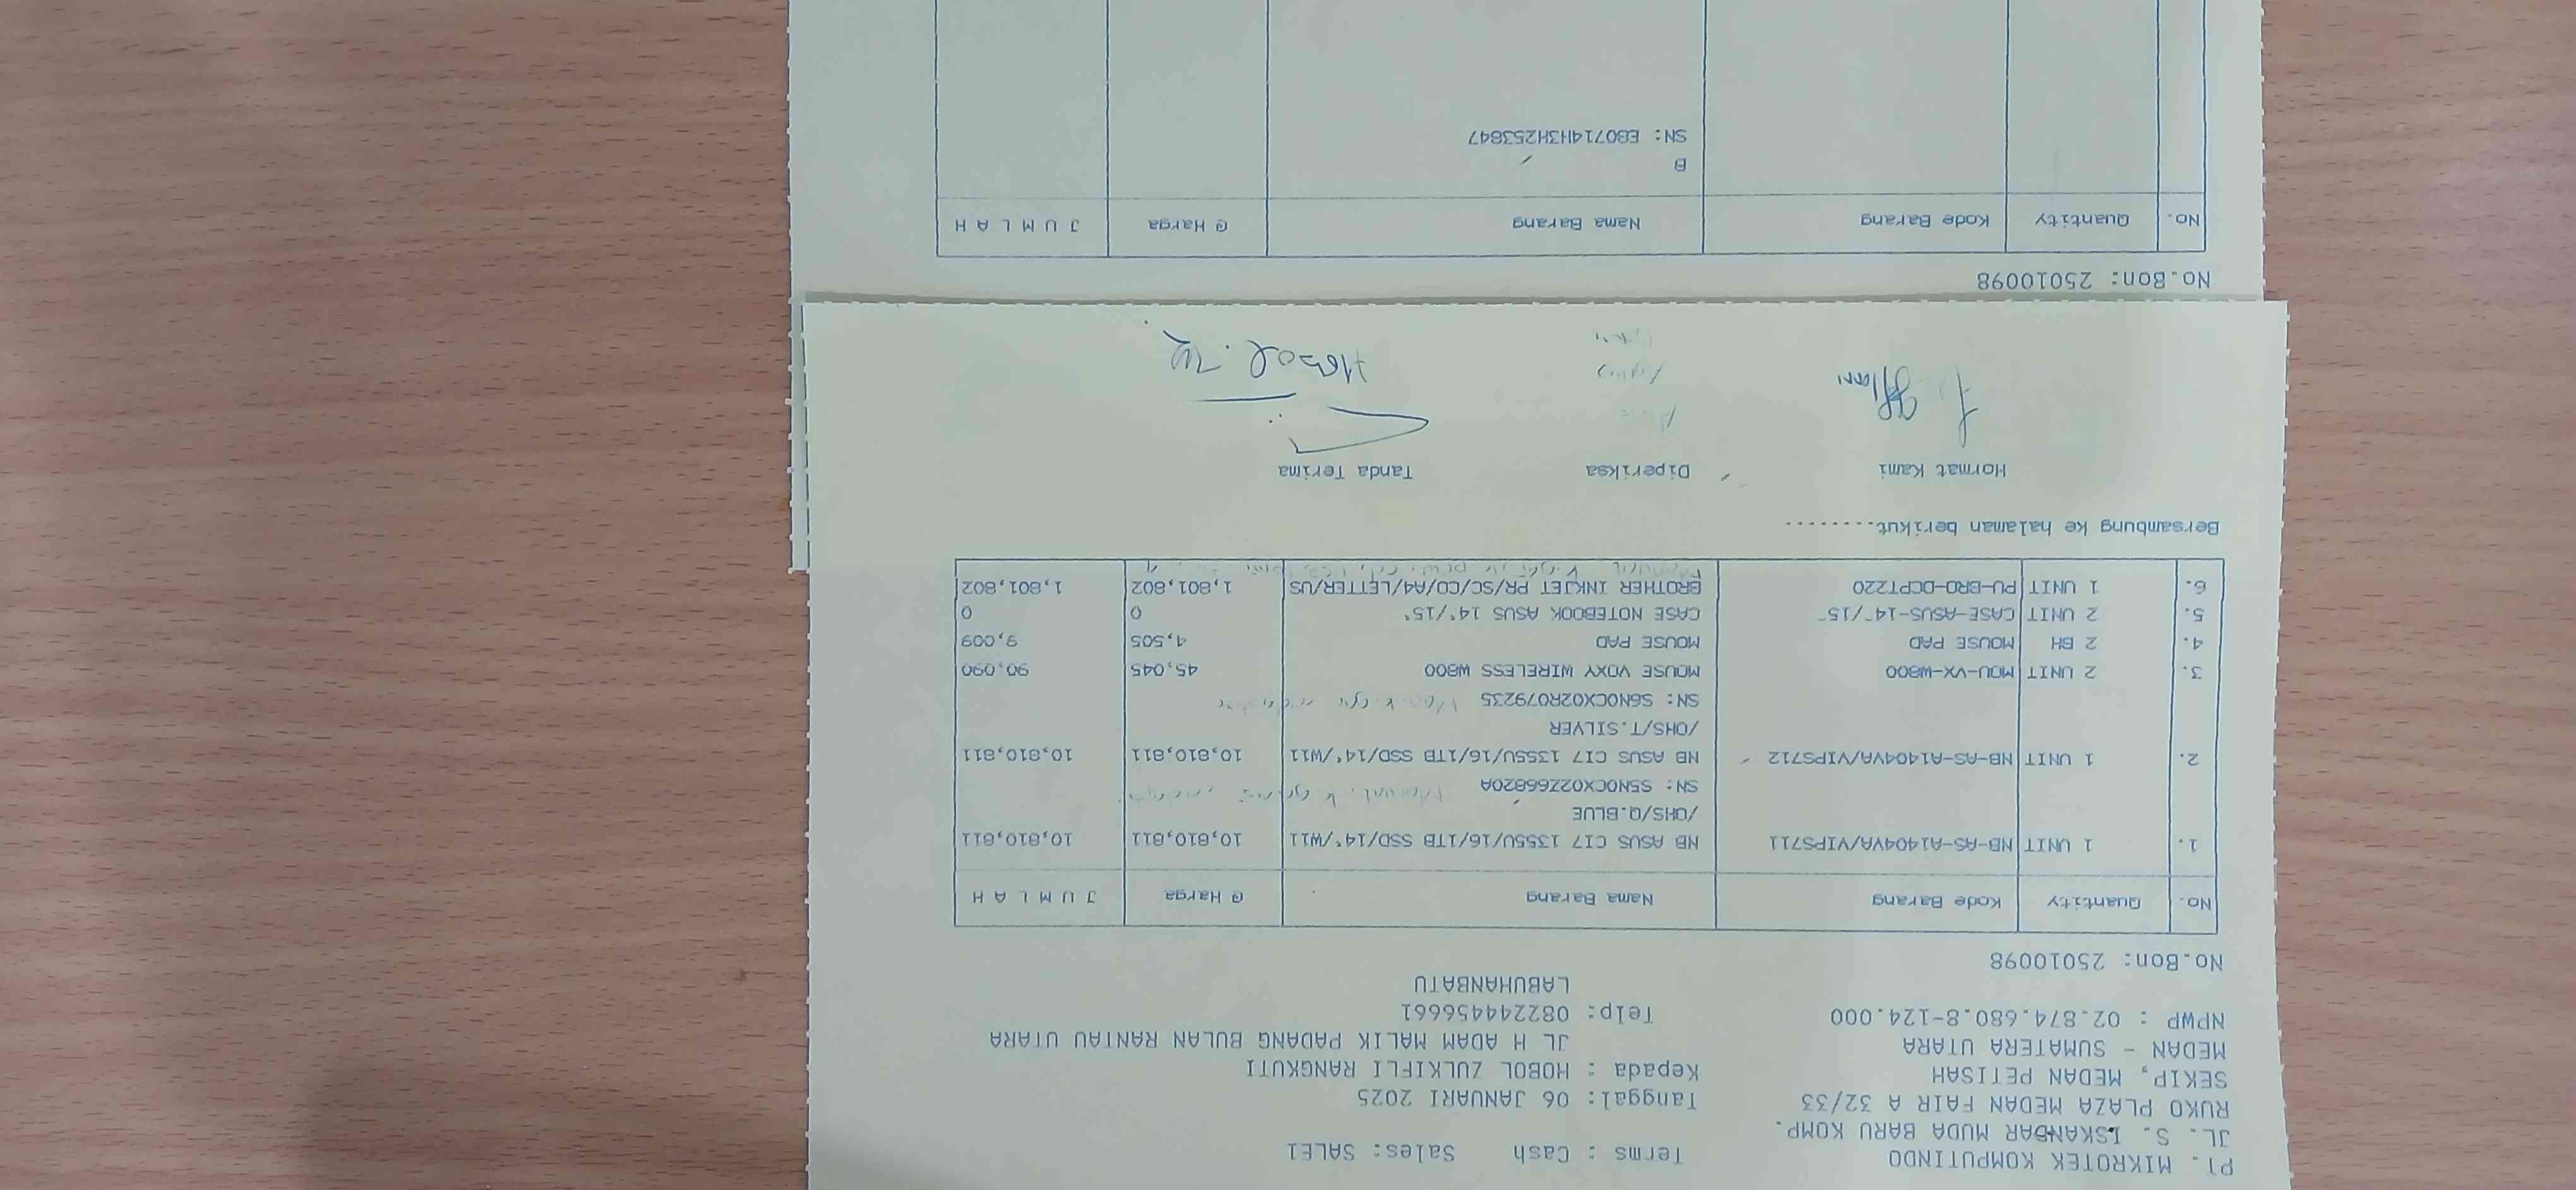 PT. MIKROTEK KOMPUTINDO
JL. S. ISKANDAR MUDA BARU KOMP.
RUKO PLAZA MEDAN FAIR A 32/33
SEKIP, MEDAN PETISAH
MEDAN - SUMATERA UTARA
NPWP : 02.874.680.8-124.000
Terms : Cash Sales: SALE1
Tanggal: 06 JANUARI 2025
Kepada : HOBOL ZULKIFLI RANGKUTI
JL H ADAM MALIK PADANG BULAN RANTAU UTARA
Telp: 082244456661
LABUHANBATU
No.Bon: 25010098
No. Quantity Kode Barang Nama Barang @ Harga J U M L A H
1. 1 UNIT NB-AS-A1404VA/VIPS711 NB ASUS CI7 1355U/16/1TB SSD/14"/W11 10,810,811 10,810,811
/OHS/Q.BLUE
SN: S5N0CX02Z66820A
2. 1 UNIT NB-AS-A1404VA/VIPS712 NB ASUS CI7 1355U/16/1TB SSD/14"/W11 10,810,811 10,810,811
/OHS/T.SILVER
SN: S6N0CX02R079235
3. 2 UNIT MOU-VX-W800 MOUSE VOXY WIRELESS W800 45,045 90,090
4. 2 BH MOUSE PAD MOUSE PAD 4,505 9,009
5. 2 UNIT CASE-ASUS-14"/15" CASE NOTEBOOK ASUS 14"/15" 0 0
6. 1 UNIT PU-BRO-DCPT220 BROTHER INKJET PR/SC/CO/A4/LETTER/US 1,801,802 1,801,802
Bersambung ke halaman berikut.........
Hormat Kami Diperiksa Tanda Terima
No.Bon: 25010098
No. Quantity Kode Barang Nama Barang @ Harga J U M L A H
B
SN: E80714H3H253847